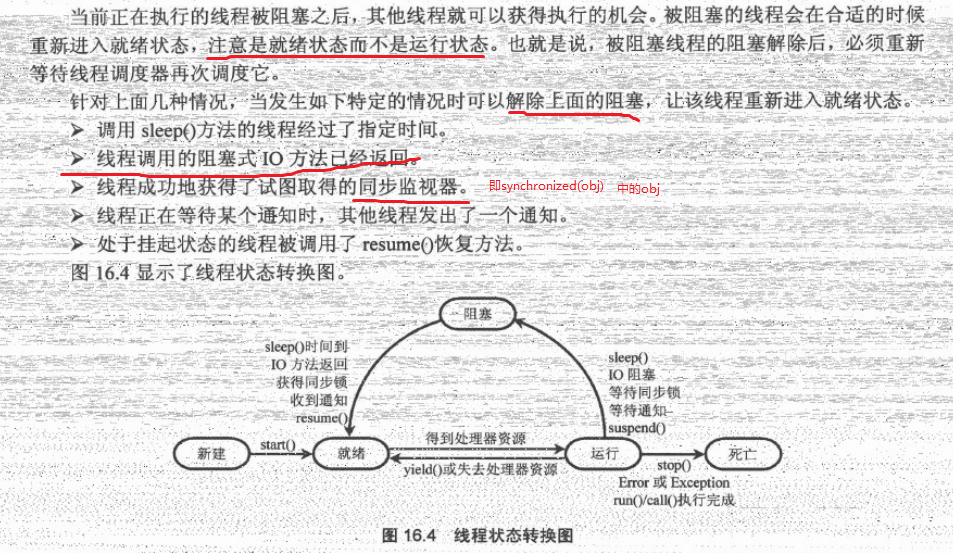 当前正在执行的线程被阻塞之后，其他线程就可以获得执行的机会。被阻塞的线程会在合适的时候
重新进入就绪状态，注意是就绪状态而不是运行状态。也就是说，被阻塞线程的阻塞解除后，必须重新
等待线程调度器再次调度它。
针对上面几种情况，当发生如下特定的情况时可以解除上面的阻塞，让该线程重新进入就绪状态。
➤ 调用 sleep()方法的线程经过了指定时间。
➤ 线程调用的阻塞式 IO 方法已经返回。
➤ 线程成功地获得了试图取得的同步监视器。 即synchronized(obj) 中的obj
➤ 线程正在等待某个通知时，其他线程发出了一个通知。
➤ 处于挂起状态的线程被调用了 resume()恢复方法。
图 16.4 显示了线程状态转换图。
阻塞
sleep()时间到
IO 方法返回
获得同步锁
收到通知
resume()
sleep()
IO 阻塞
等待同步锁
等待通知
suspend()
新建
start()
就绪
得到处理器资源
yield()或失去处理器资源
运行
stop()
Error 或 Exception
run()/call()执行完成
死亡
图 16.4 线程状态转换图